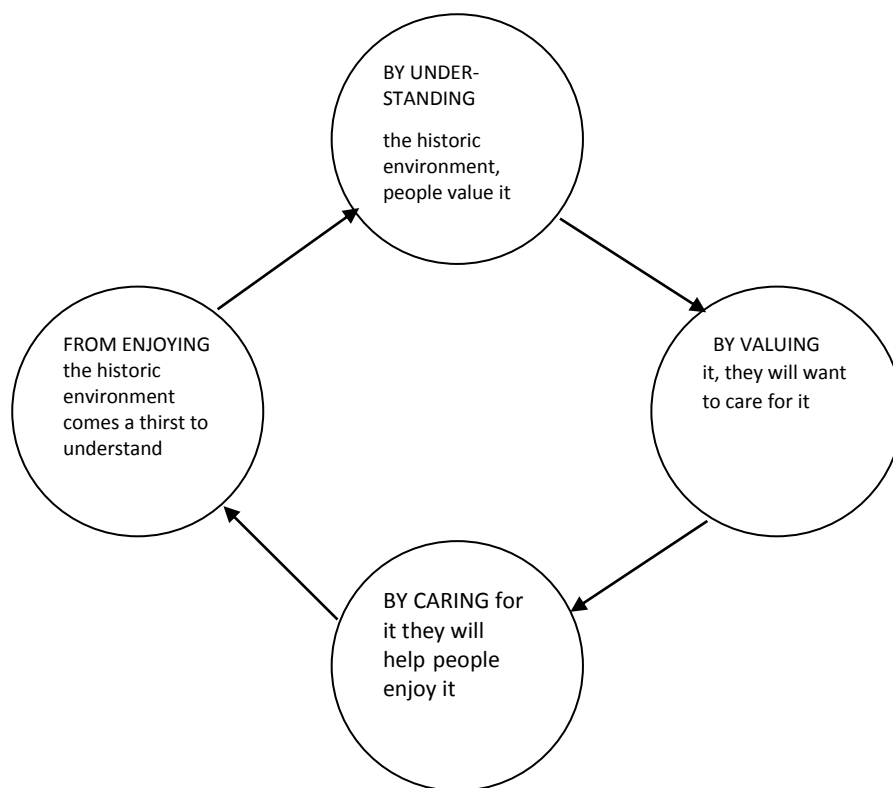 BY UNDER-
STANDING
the historic
environment,
people value it
BY VALUING
it, they will want
to care for it
BY CARING for
it they will
help people
enjoy it
FROM ENJOYING
the historic
environment
comes a thirst to
understand